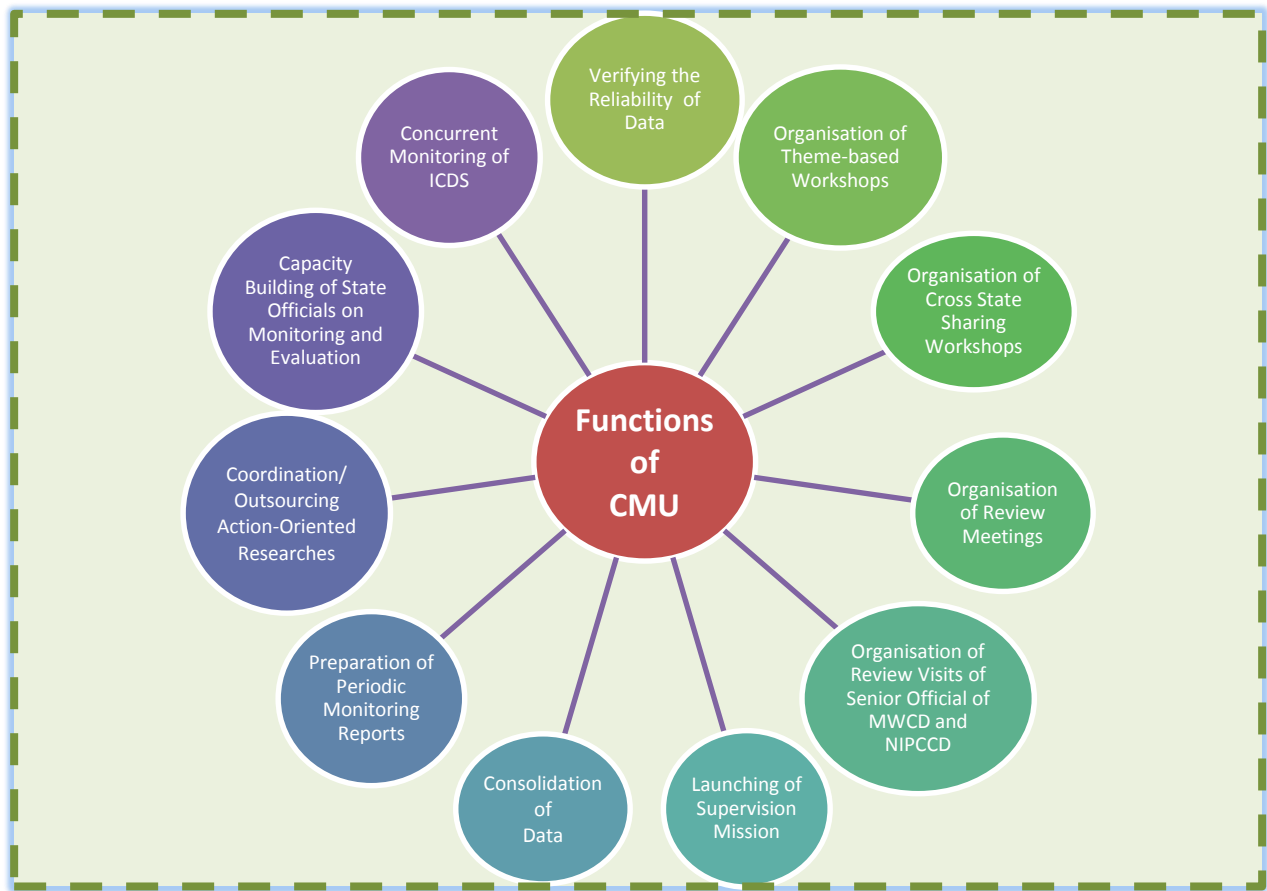 Functions
of
CMU
Verifying the
Reliability of
Data
Organisation of
Theme-based
Workshops
Organisation of
Cross State
Sharing
Workshops
Organisation
of Review
Meetings
Organisation of
Review Visits of
Senior Official of
MWCD and
NIPCCD
Launching of
Supervision
Mission
Consolidation
of
Data
Preparation of
Periodic
Monitoring
Reports
Coordination/
Outsourcing
Action-Oriented
Researches
Capacity
Building of State
Officials on
Monitoring and
Evaluation
Concurrent
Monitoring of
ICDS